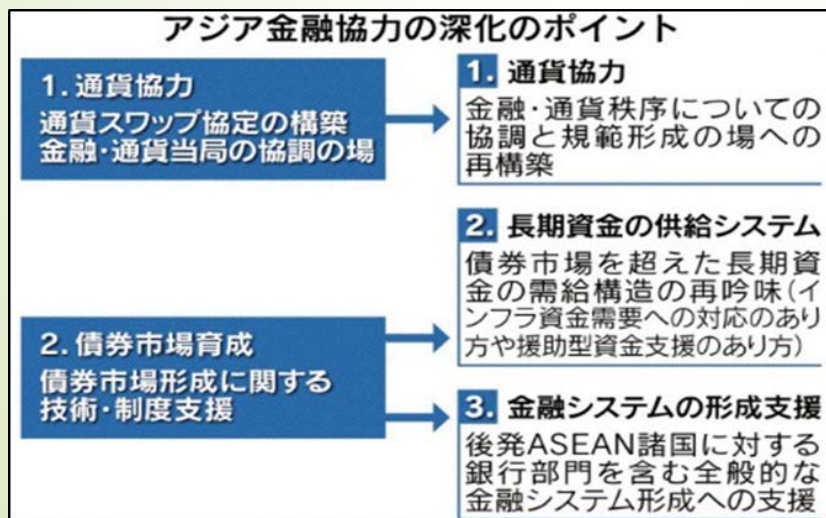 アジア金融協力の深化のポイント
1. 通貨協力
通貨スワップ協定の構築
金融・通貨当局の協調の場
1. 通貨協力
金融・通貨秩序についての
協調と規範形成の場への
再構築
2. 債券市場育成
債券市場形成に関する
技術・制度支援
2. 長期資金の供給システム
債券市場を超えた長期資
金の需給構造の再吟味(イ
ンフラ資金需要への対応のあり
方や援助型資金支援のあり方)
3. 金融システムの形成支援
後発ASEAN諸国に対する
銀行部門を含む全般的な
金融システム形成への支援